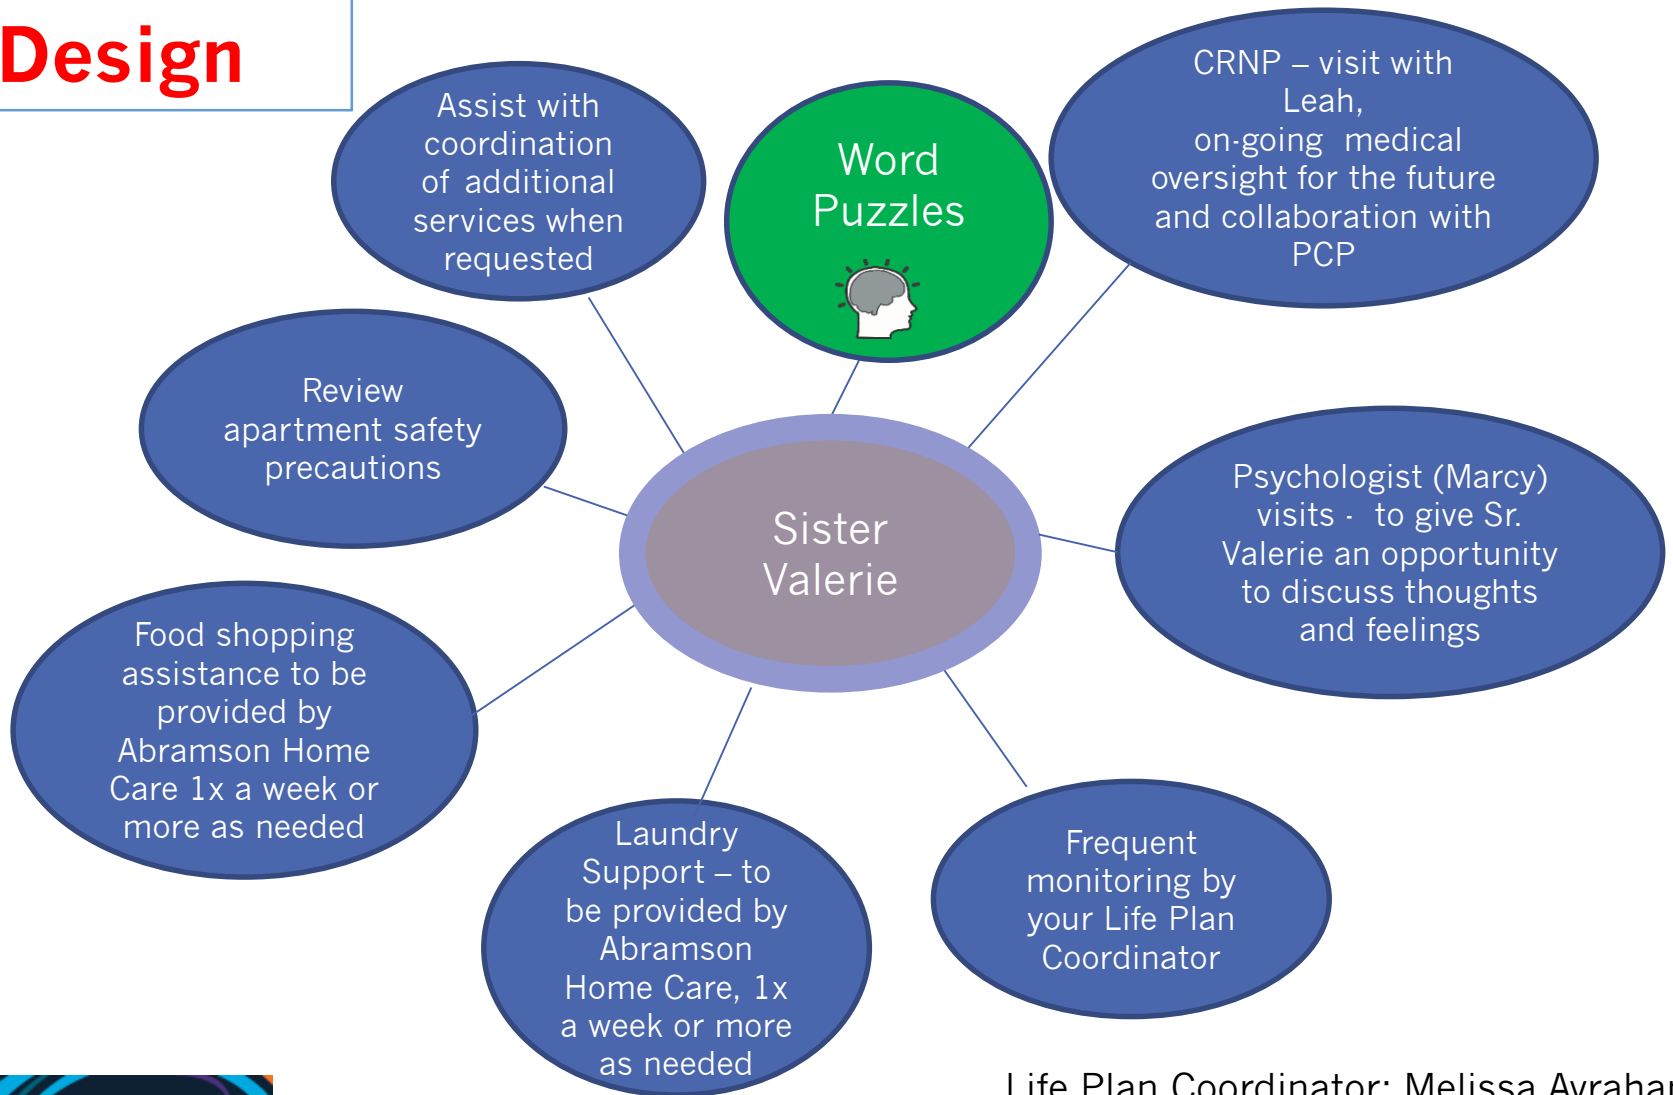 Design
Assist with
coordination
of additional
services when
requested
Word
Puzzles
CRNP – visit with
Leah,
on-going medical
oversight for the future
and collaboration with
PCP
Review
apartment safety
precautions
Sister
Valerie
Psychologist (Marcy)
visits - to give Sr.
Valerie an opportunity
to discuss thoughts
and feelings
Food shopping
assistance to be
provided by
Abramson Home
Care 1x a week or
more as needed
Laundry
Support – to
be provided by
Abramson
Home Care, 1x
a week or more
as needed
Frequent
monitoring by
your Life Plan
Coordinator
Life Plan Coordinator: Melissa